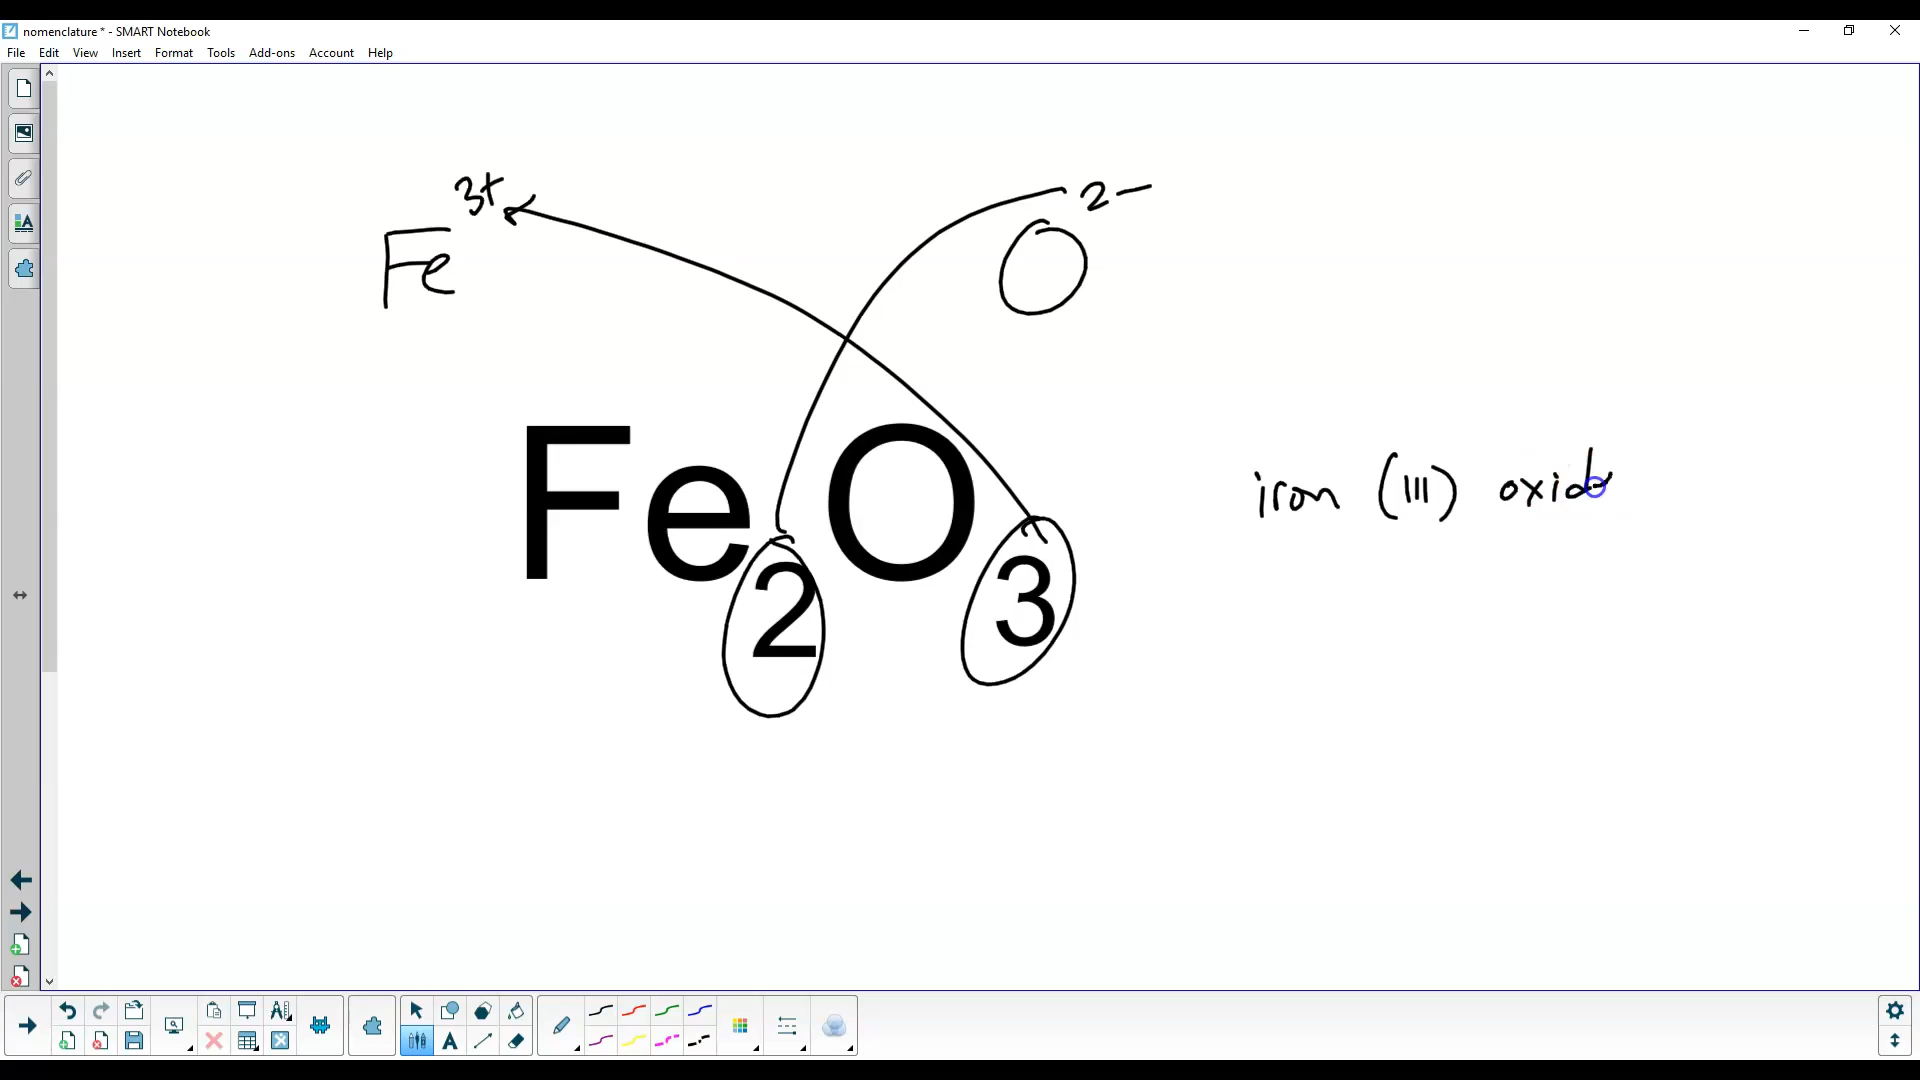 nomenclature * - SMART Notebook
File Edit View Insert Format Tools Add-ons Account Help
Fe 3+ O 2-
Fe2O3
iron (III) oxid